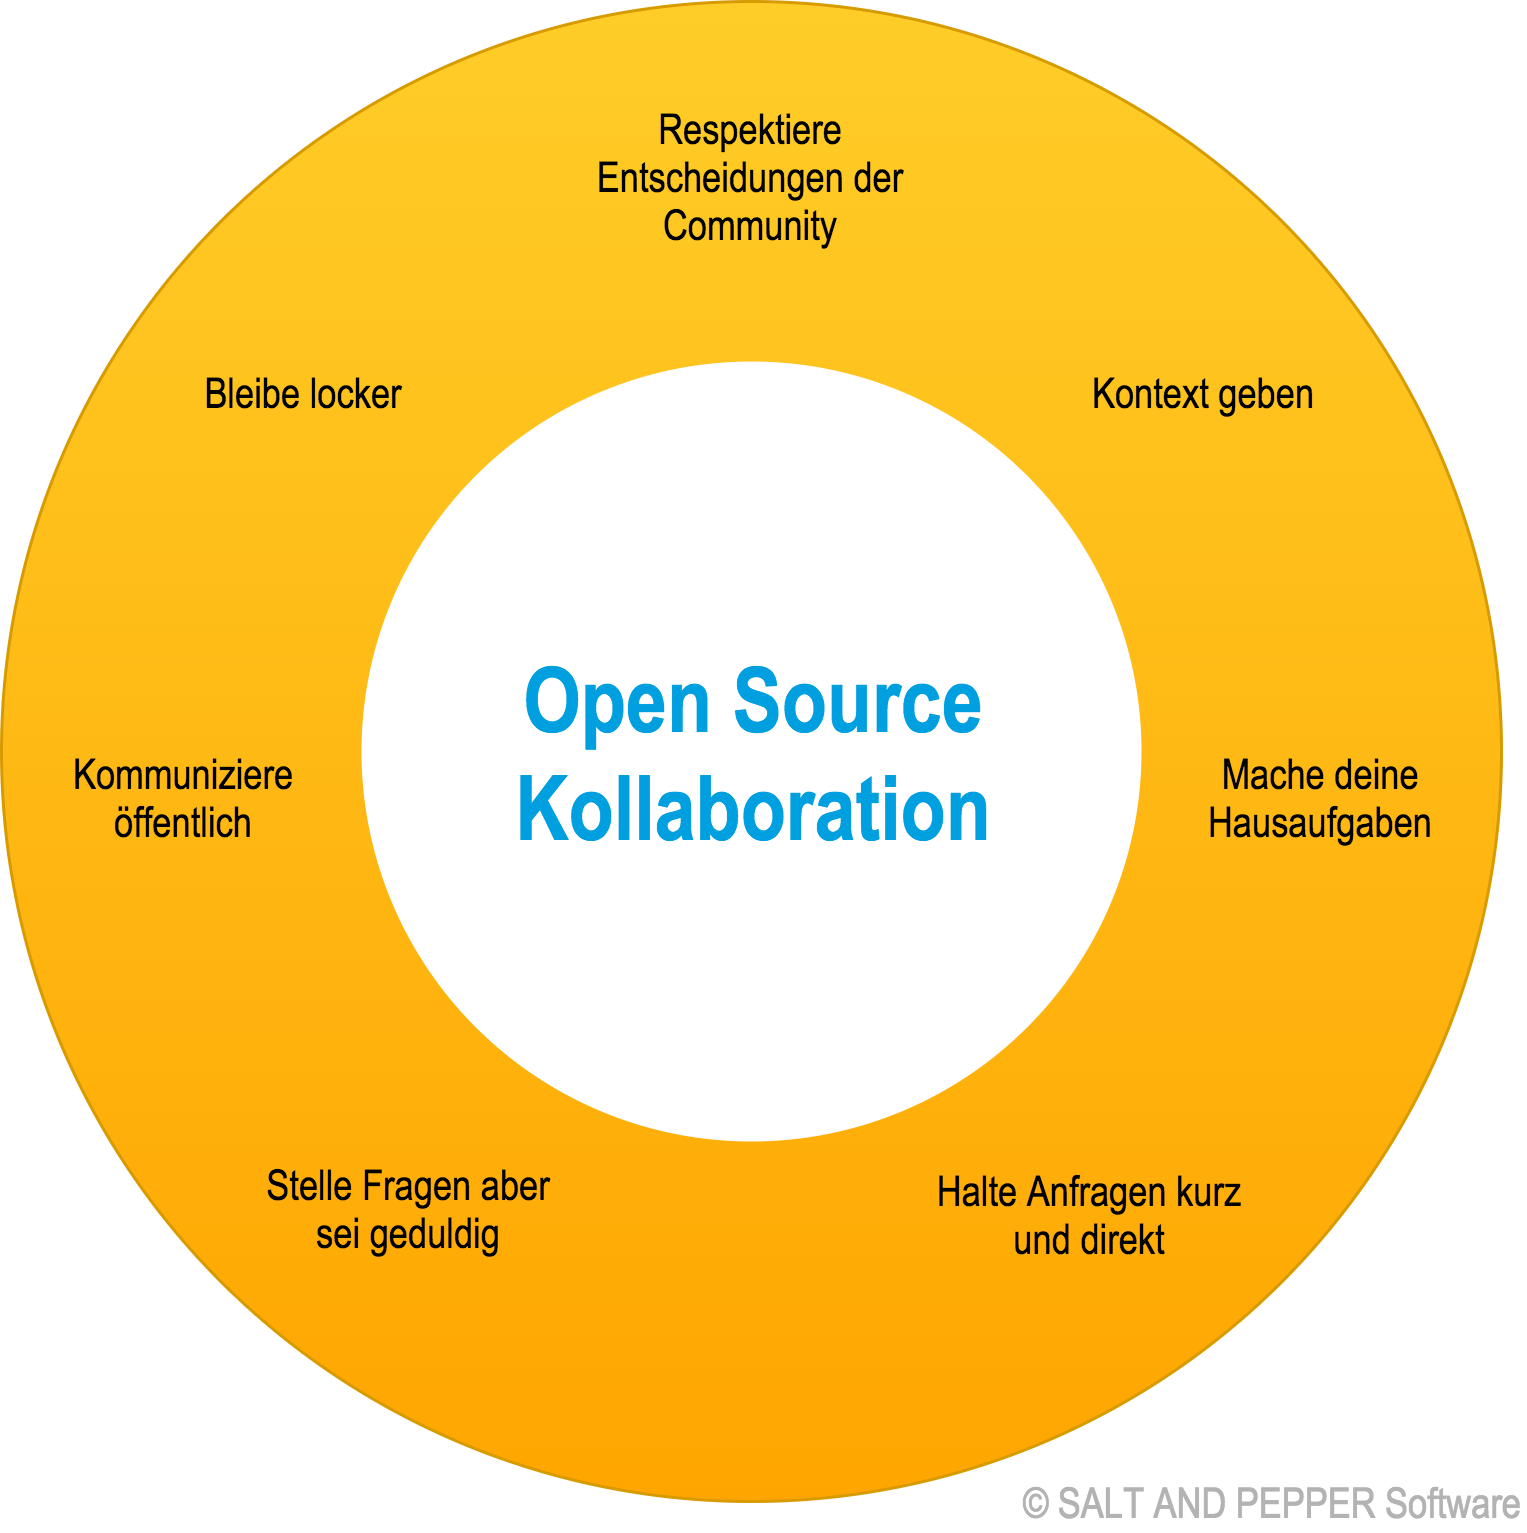 Respektiere
Entscheidungen der
Community
Bleibe locker
Kontext geben
Open Source
Kollaboration
Kommuniziere
öffentlich
Mache deine
Hausaufgaben
Stelle Fragen aber
sei geduldig
Halte Anfragen kurz
und direkt
© SALT AND PEPPER Software